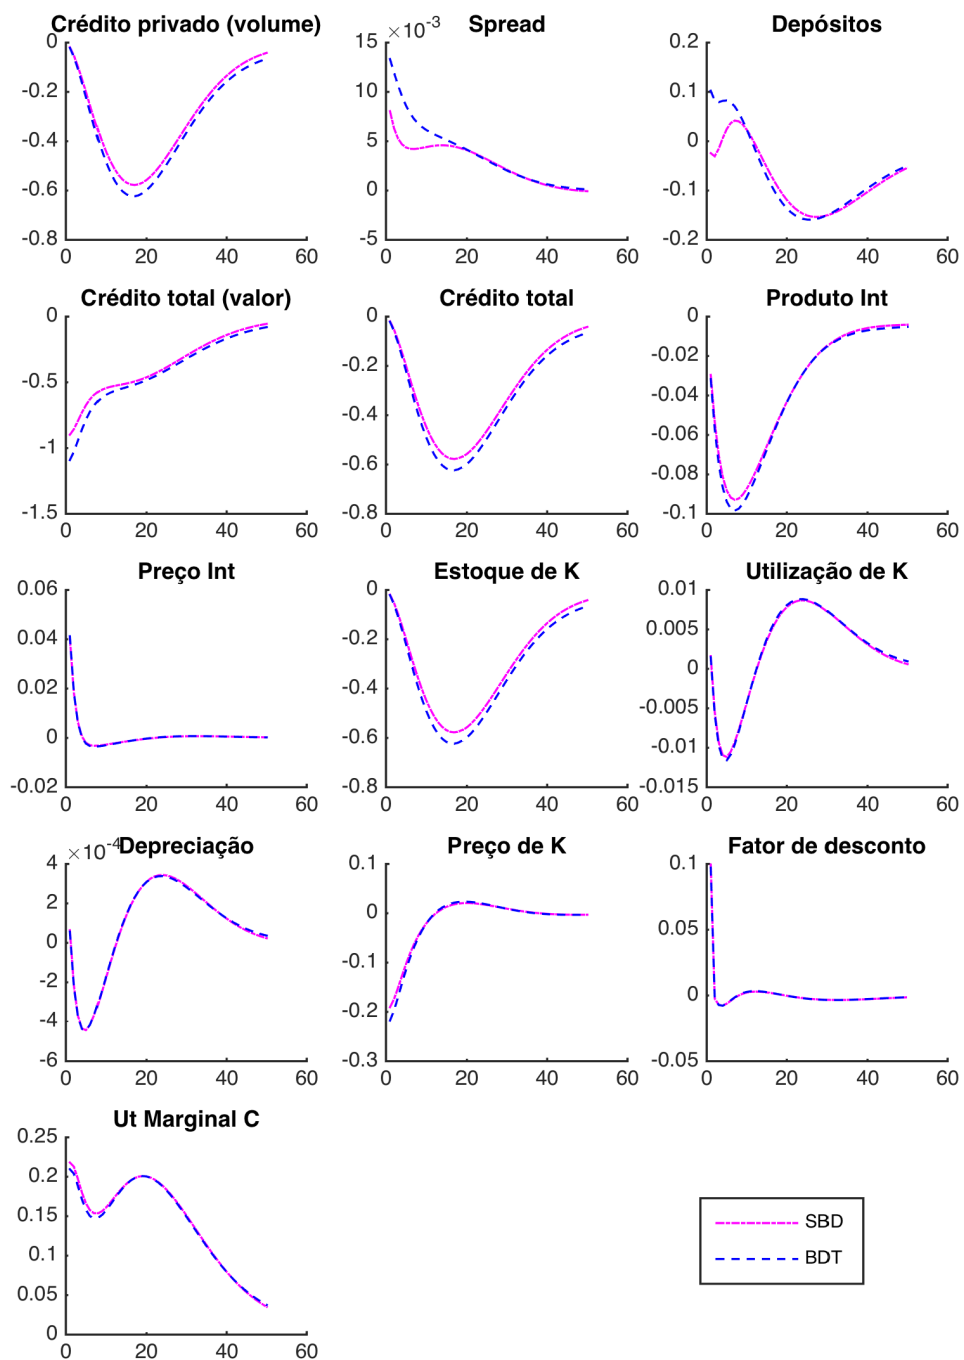 Crédito privado (volume)
0
-0.2
-0.4
-0.6
-0.8
0 20 40 60
Spread
×10⁻³
15
10
5
0
-5
0 20 40 60
Depósitos
0.2
0.1
0
-0.1
-0.2
0 20 40 60
Crédito total (valor)
0
-0.5
-1
-1.5
0 20 40 60
Crédito total
0
-0.2
-0.4
-0.6
-0.8
0 20 40 60
Produto Int
0
-0.02
-0.04
-0.06
-0.08
-0.1
0 20 40 60
Preço Int
0.06
0.04
0.02
0
-0.02
0 20 40 60
Estoque de K
0
-0.2
-0.4
-0.6
-0.8
0 20 40 60
Utilização de K
0.01
0.005
0
-0.005
-0.01
-0.015
0 20 40 60
Depreciação
×10⁻⁴
4
2
0
-2
-4
-6
0 20 40 60
Preço de K
0.1
0
-0.1
-0.2
-0.3
0 20 40 60
Fator de desconto
0.1
0.05
0
-0.05
0 20 40 60
Ut Marginal C
0.25
0.2
0.15
0.1
0.05
0
0 20 40 60
SBD
BDT